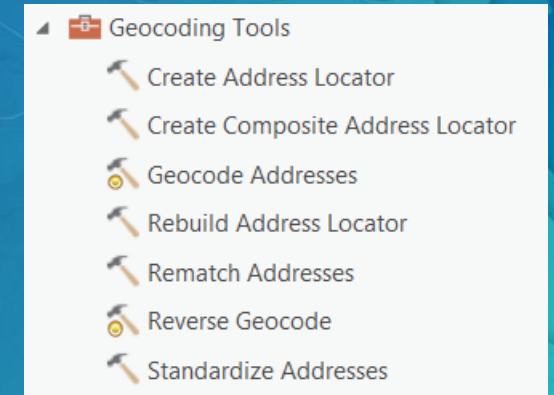 Geocoding Tools
Create Address Locator
Create Composite Address Locator
Geocode Addresses
Rebuild Address Locator
Rematch Addresses
Reverse Geocode
Standardize Addresses